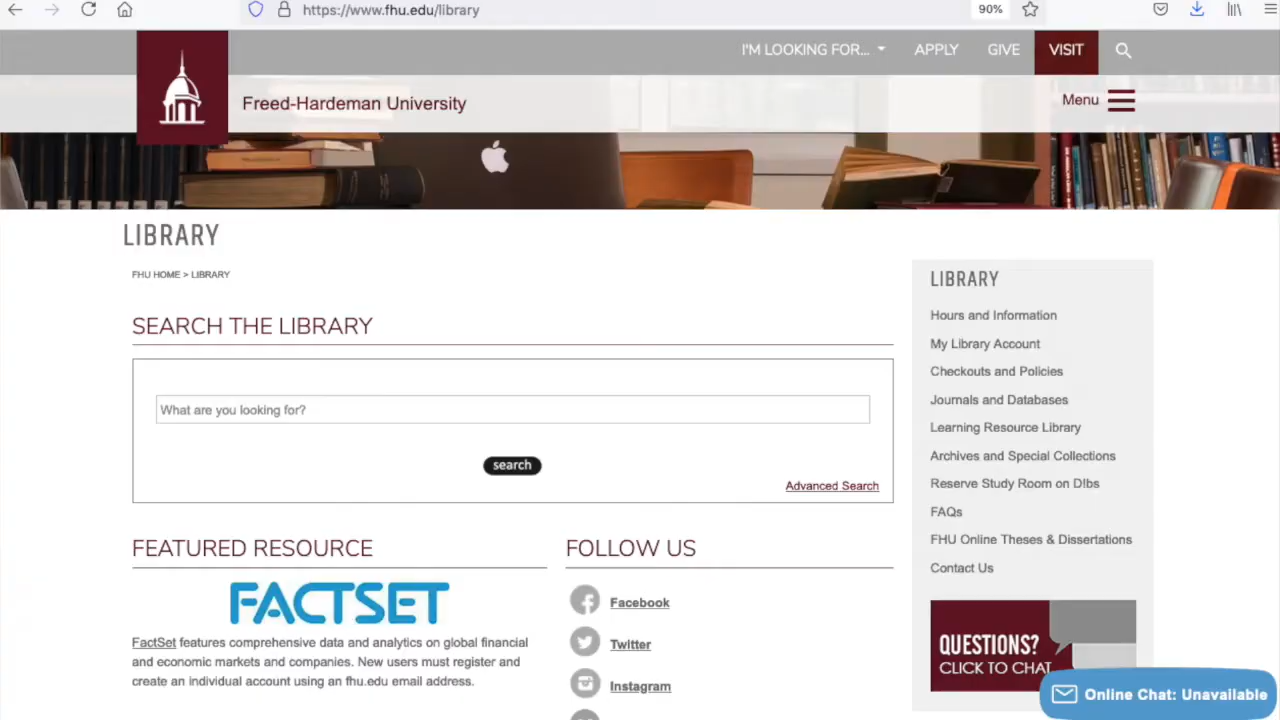 https://www.fhu.edu/library
90%
I'M LOOKING FOR...
APPLY
GIVE
VISIT
Freed-Hardeman University
Menu
LIBRARY
FHU HOME > LIBRARY
SEARCH THE LIBRARY
What are you looking for?
search
Advanced Search
FEATURED RESOURCE
FACTSET
FactSet features comprehensive data and analytics on global financial
and economic markets and companies. New users must register and
create an individual account using an fhu.edu email address.
FOLLOW US
Facebook
Twitter
Instagram
LIBRARY
Hours and Information
My Library Account
Checkouts and Policies
Journals and Databases
Learning Resource Library
Archives and Special Collections
Reserve Study Room on D!bs
FAQs
FHU Online Theses & Dissertations
Contact Us
QUESTIONS?
CLICK TO CHAT
Online Chat: Unavailable